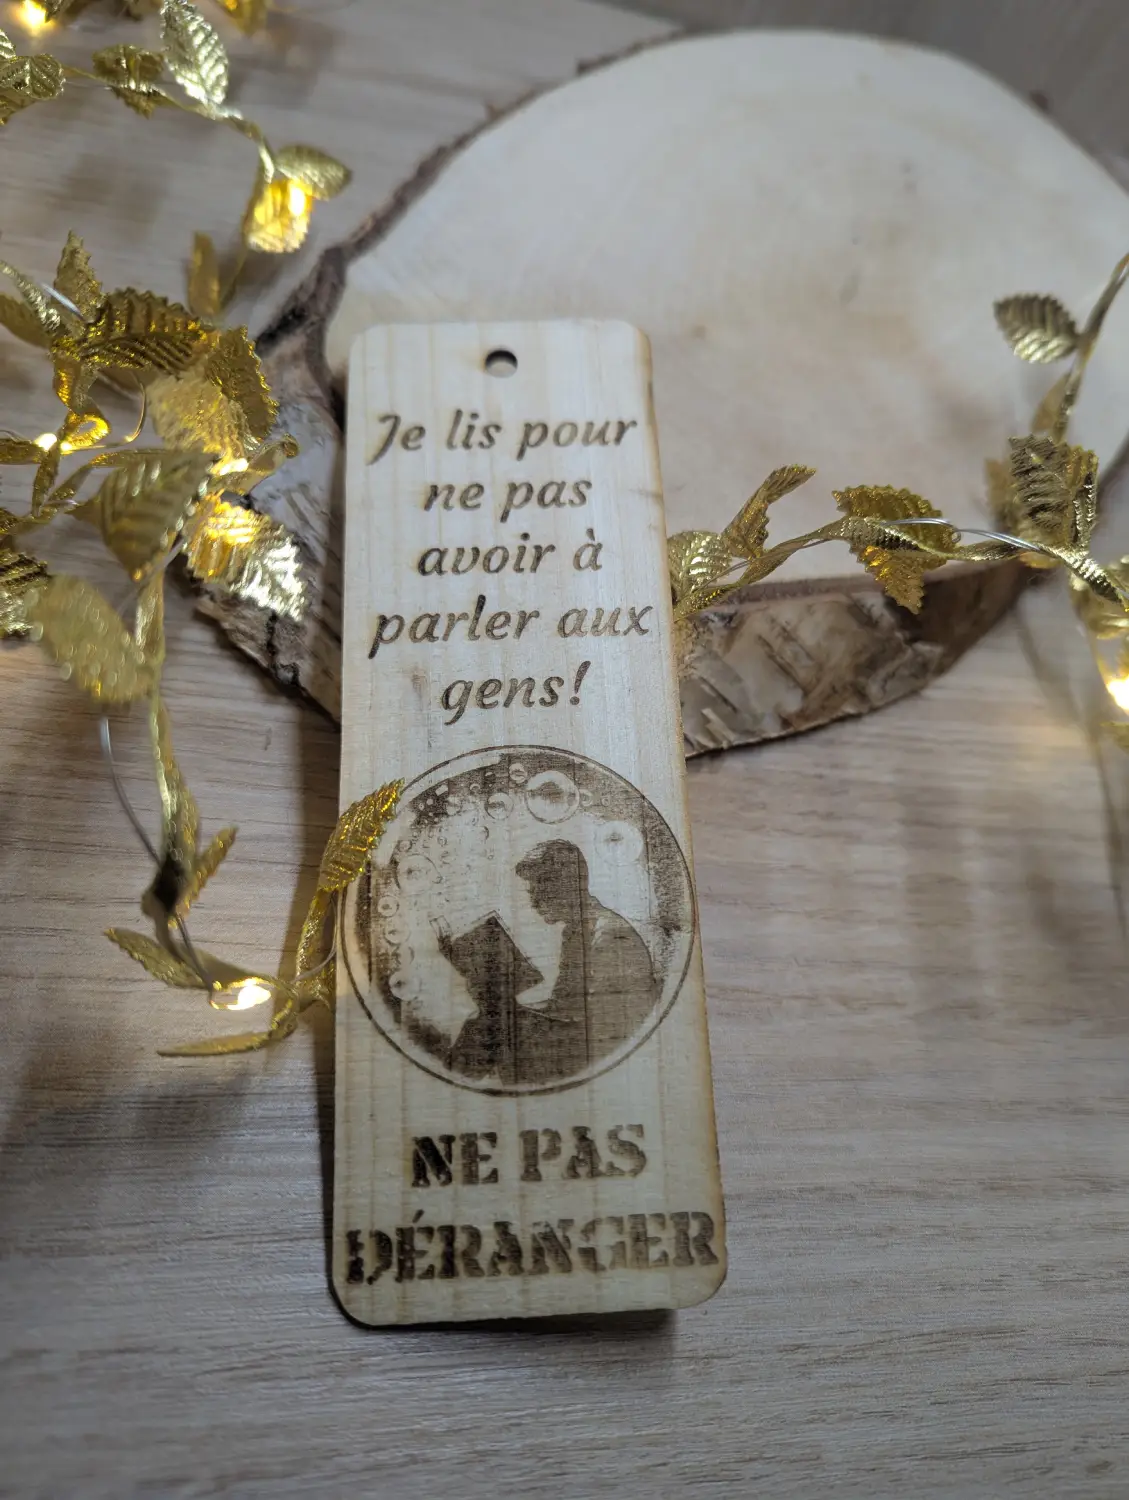 Je lis pour
ne pas
avoir à
parler aux
gens!
NE PAS
DÉRANGER